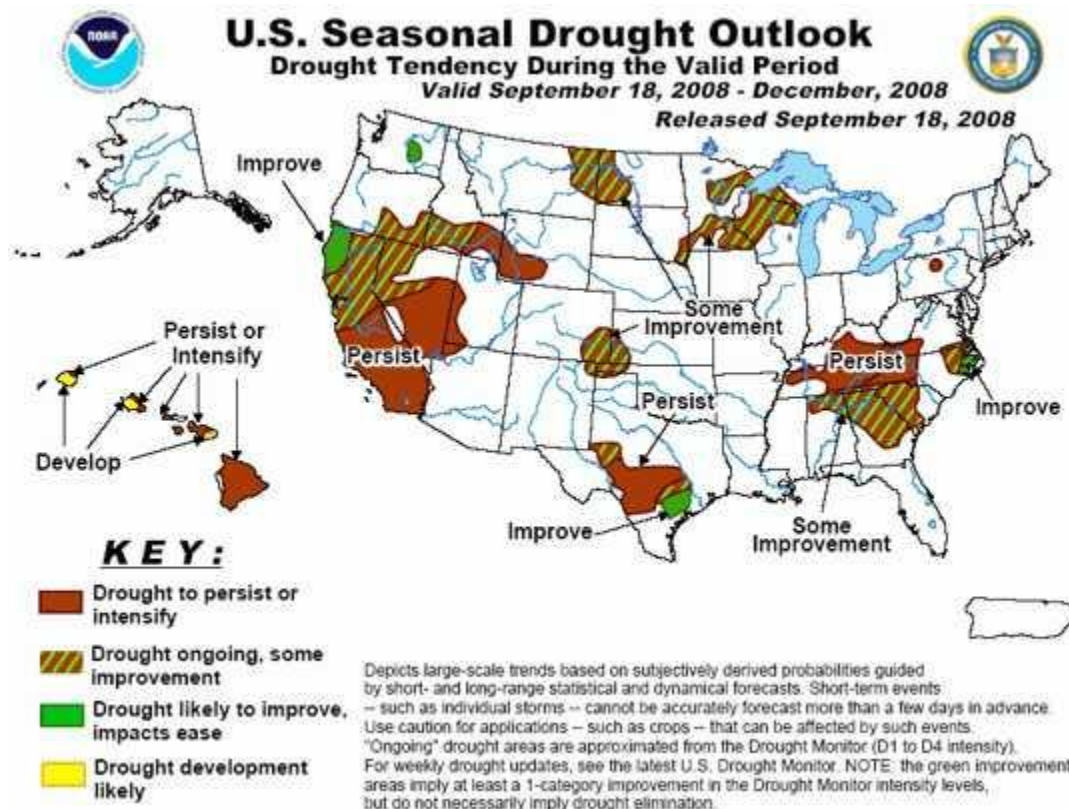 NOAA
U.S. Seasonal Drought Outlook
Drought Tendency During the Valid Period
Valid September 18, 2008 - December, 2008
Released September 18, 2008
Improve
Persist or
Intensify
Develop
Persist
Some
Improvement
Persist
Persist
Improve
Improve
Some
Improvement
KEY:
Drought to persist or
intensify
Drought ongoing, some
improvement
Drought likely to improve,
impacts ease
Drought development
likely
Depicts large-scale trends based on subjectively derived probabilities guided
by short- and long-range statistical and dynamical forecasts. Short-term events
-- such as individual storms -- cannot be accurately forecast more than a few days in advance.
Use caution for applications -- such as crops -- that can be affected by such events.
"Ongoing" drought areas are approximated from the Drought Monitor (D1 to D4 intensity).
For weekly drought updates, see the latest U.S. Drought Monitor. NOTE: the green improvement
areas imply at least a 1-category improvement in the Drought Monitor intensity levels,
but do not necessarily imply drought elimination.